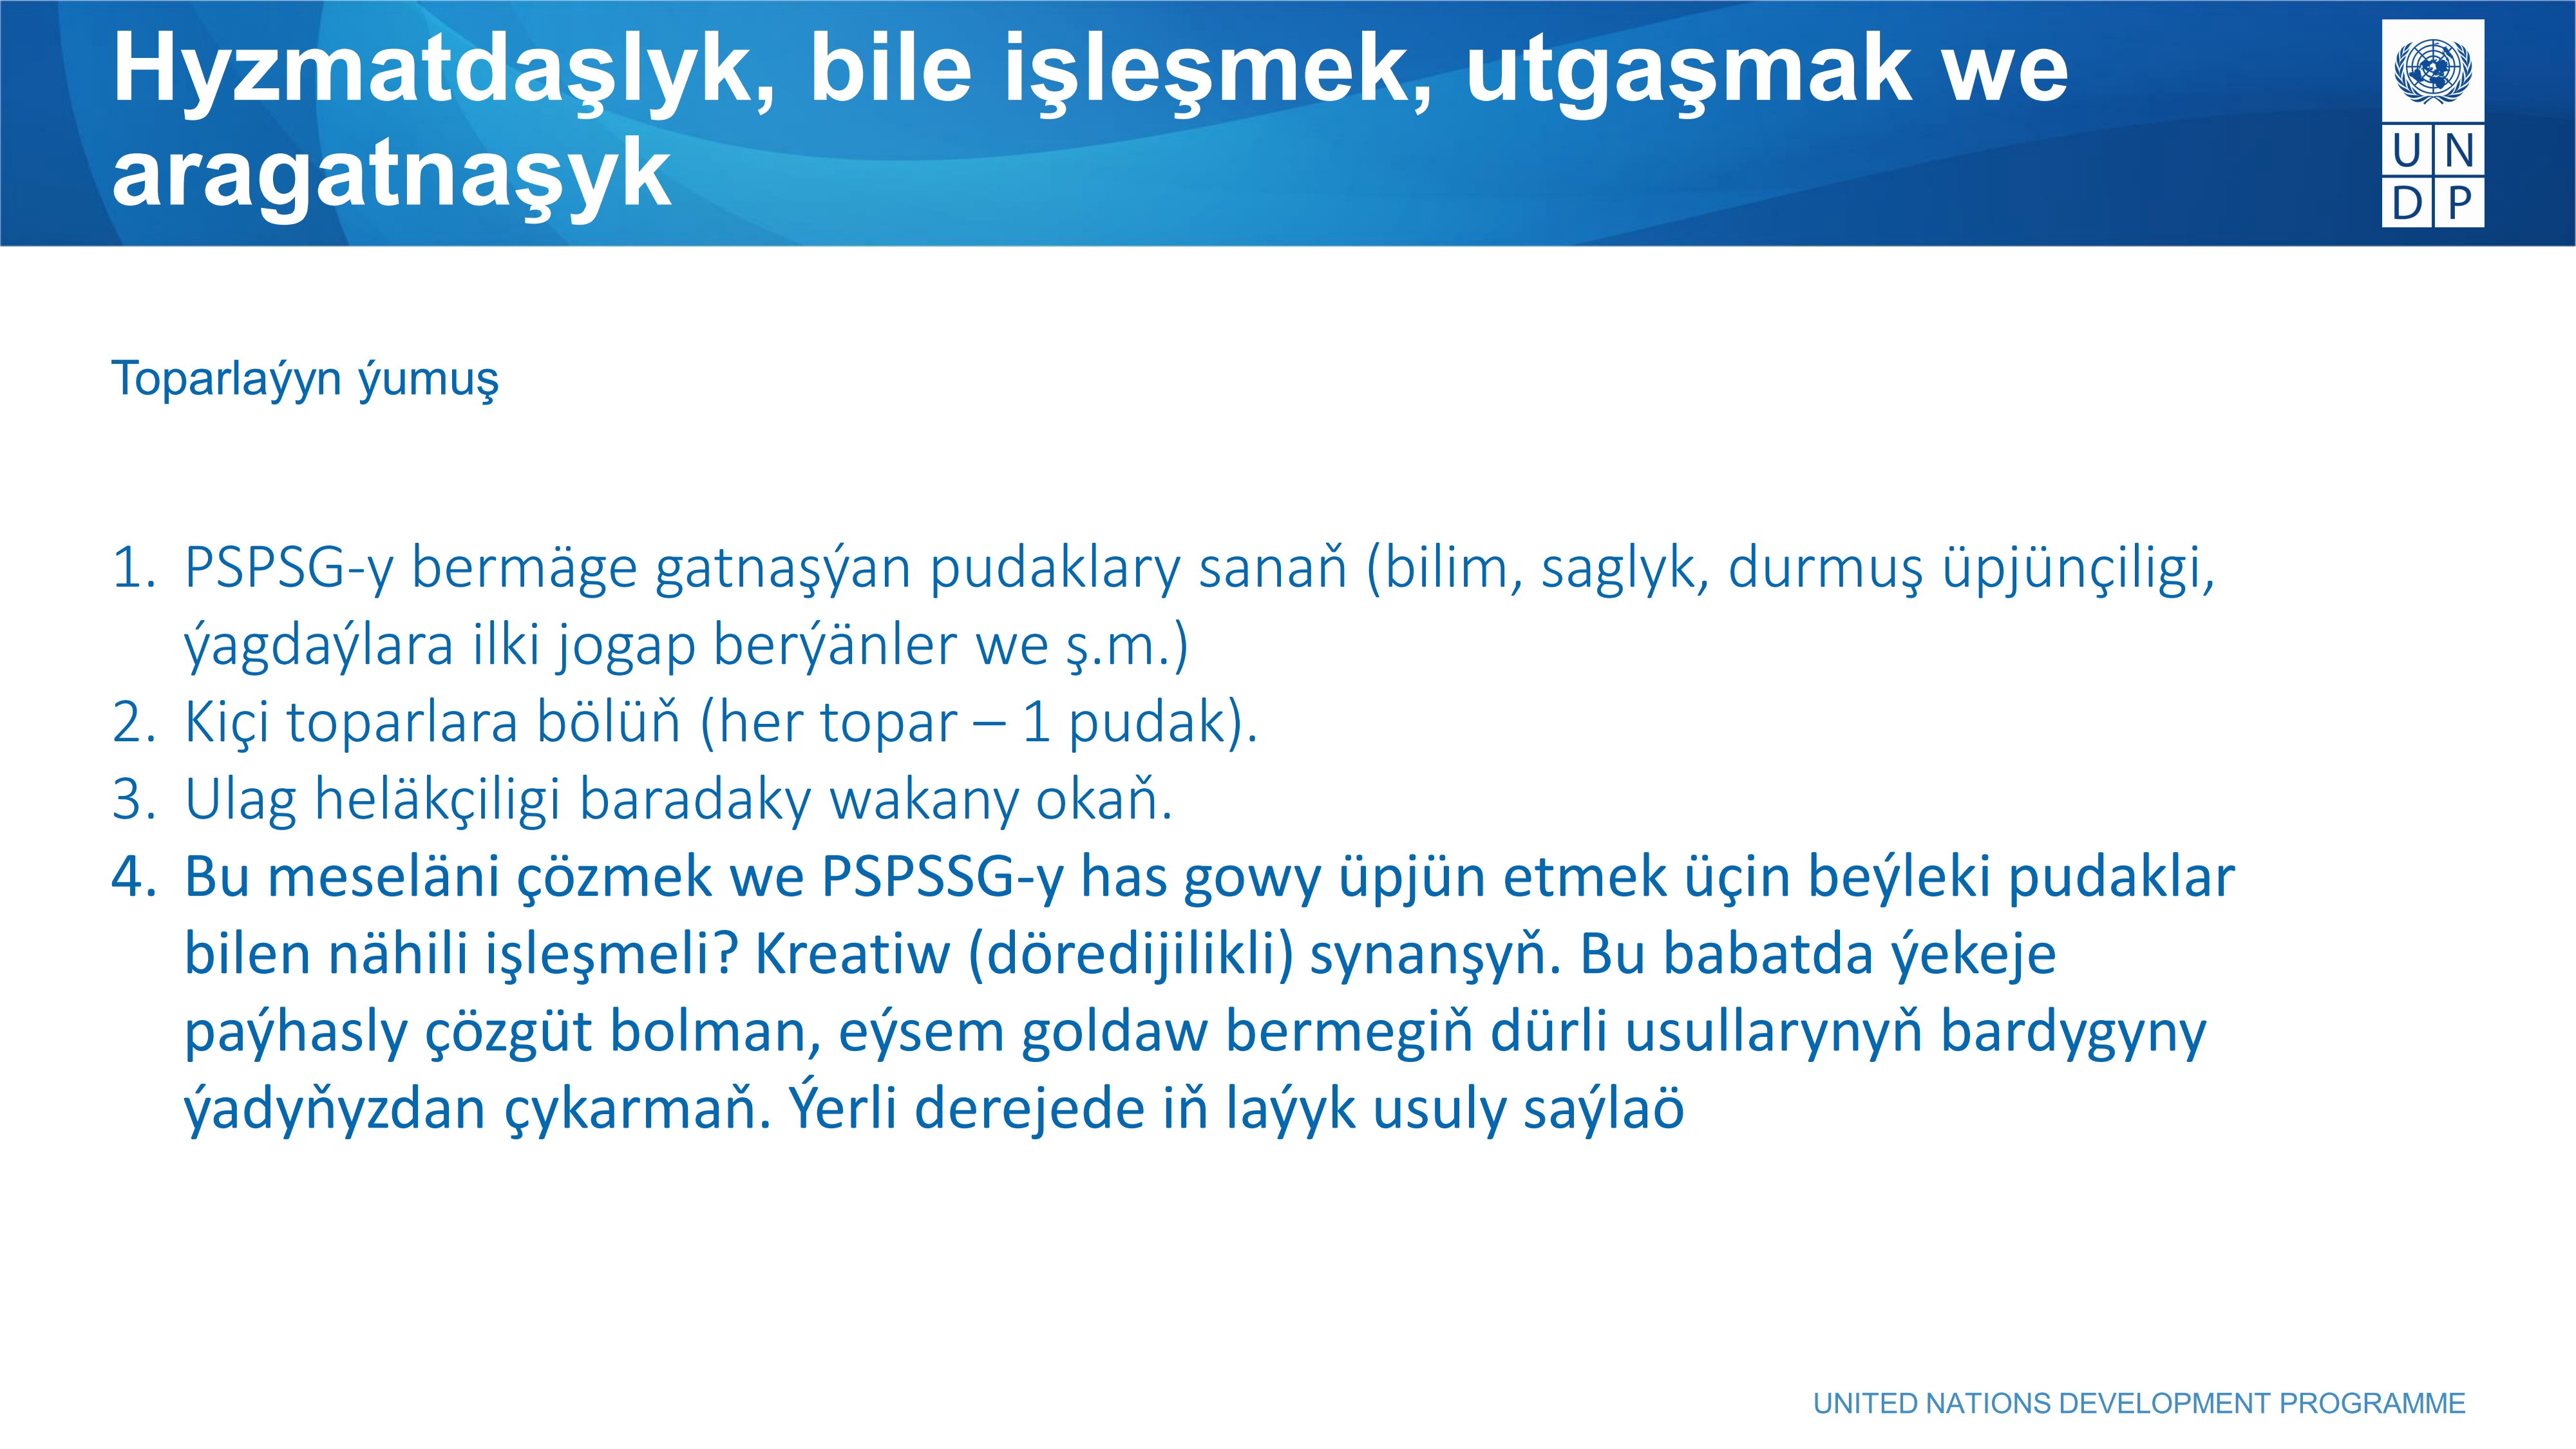 Hyzmatdaşlyk, bile işleşmek, utgaşmak we
aragatnaşyk
U N
D P
Toparlaýyn ýumuş
1. PSPSG-y bermäge gatnaşýan pudaklary sanaň (bilim, saglyk, durmuş üpjünçiligi,
ýagdaýlara ilki jogap berýänler we ş.m.)
2. Kiçi toparlara bölüň (her topar – 1 pudak).
3. Ulag heläkçiligi baradaky wakany okaň.
4. Bu meseläni çözmek we PSPSSG-y has gowy üpjün etmek üçin beýleki pudaklar
bilen nähili işleşmeli? Kreatiw (döredijilikli) synanşyň. Bu babatda ýekeje
paýhasly çözgüt bolman, eýsem goldaw bermegiň dürli usullarynyň bardygyny
ýadyňyzdan çykarmaň. Ýerli derejede iň laýyk usuly saýlaö
UNITED NATIONS DEVELOPMENT PROGRAMME